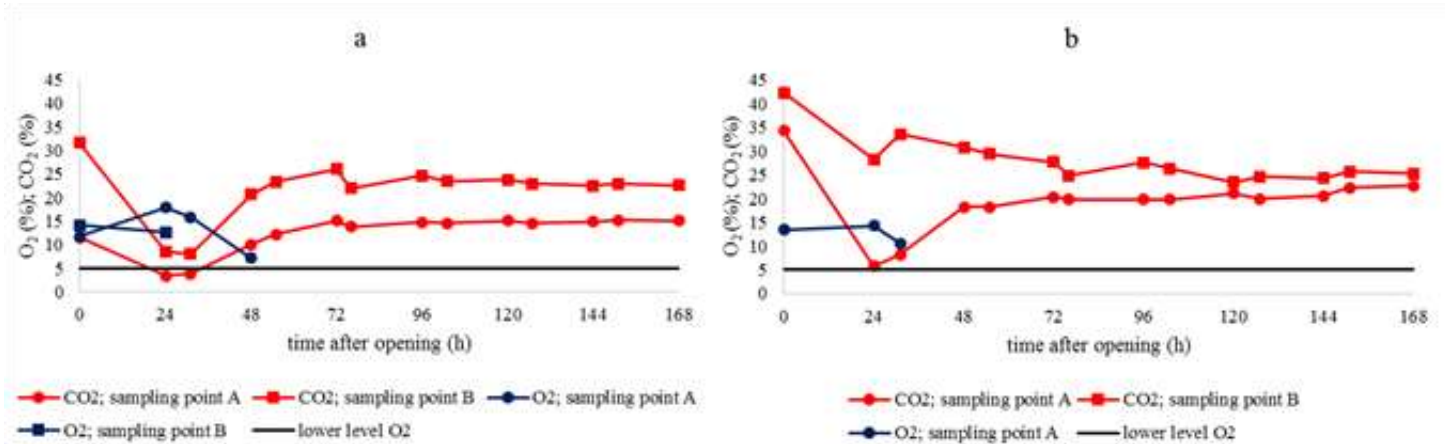 a
O₂ (%); CO₂ (%)
45
40
35
30
25
20
15
10
5
0
0 24 48 72 96 120 144 168
time after opening (h)
CO2; sampling point A CO2; sampling point B O2; sampling point A
O2; sampling point B lower level O2
b
O₂ (%); CO₂ (%)
45
40
35
30
25
20
15
10
5
0
0 24 48 72 96 120 144 168
time after opening (h)
CO2; sampling point A CO2; sampling point B
O2; sampling point A lower level O2